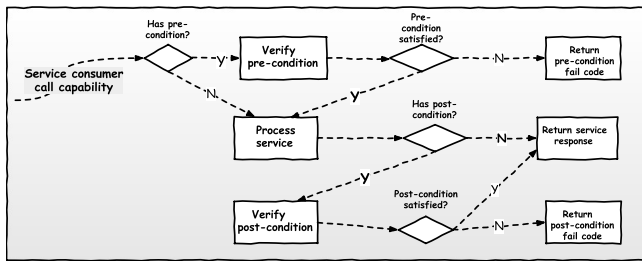 Has pre-
condition?
Pre-
condition
satisfied?
Service consumer
call capability
Y
Verify
pre-condition
N
Return
pre-condition
fail code
N
Y
Process
service
Has post-
condition?
N
Return service
response
Y
Verify
post-condition
Post-condition
satisfied?
Y
N
Return
post-condition
fail code